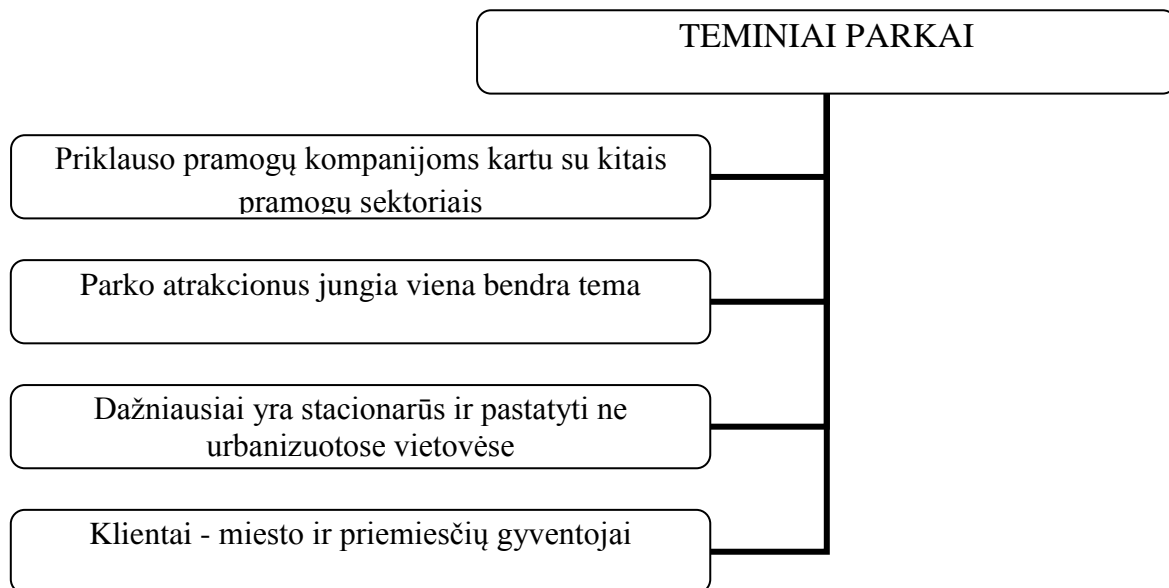 TEMINIAI PARKAI
Priklauso pramogų kompanijoms kartu su kitais
pramogų sektoriais
Parko atrakcionus jungia viena bendra tema
Dažniausiai yra stacionarūs ir pastatyti ne
urbanizuotose vietovėse
Klientai - miesto ir priemiesčių gyventojai